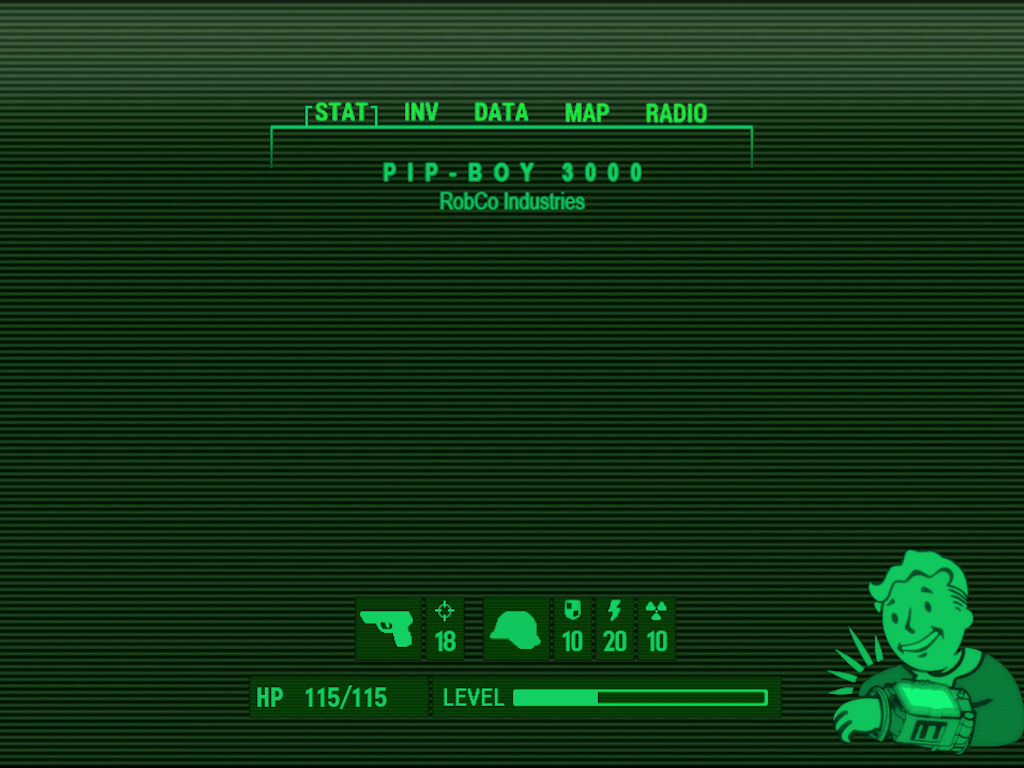 STAT INV DATA MAP RADIO
PIP-BOY 3000
RobCo Industries
18 10 20 10
HP 115/115 LEVEL